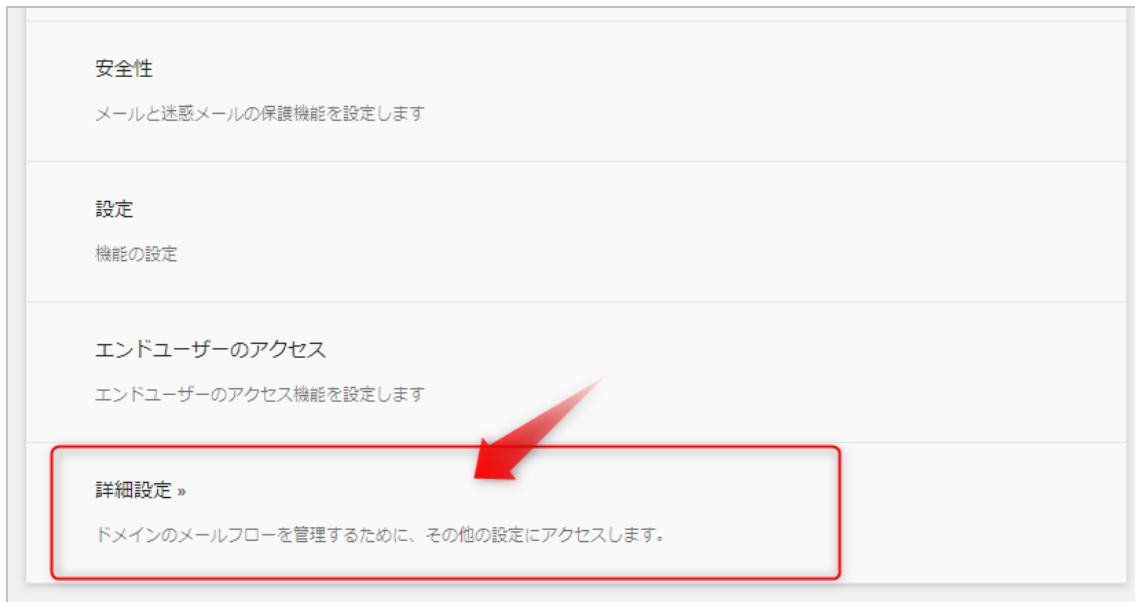 安全性
メールと迷惑メールの保護機能を設定します
設定
機能の設定
エンドユーザーのアクセス
エンドユーザーのアクセス機能を設定します
詳細設定 »
ドメインのメールフローを管理するために、その他の設定にアクセスします。